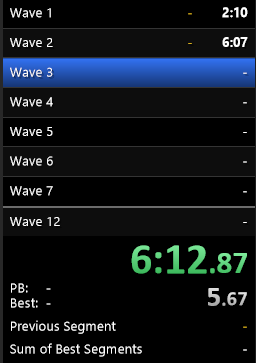 Wave 1 - 2:10
Wave 2 - 6:07
Wave 3 -
Wave 4 -
Wave 5 -
Wave 6 -
Wave 7 -
Wave 12 -
6:12.87
PB: - 5.67
Best: -
Previous Segment -
Sum of Best Segments -